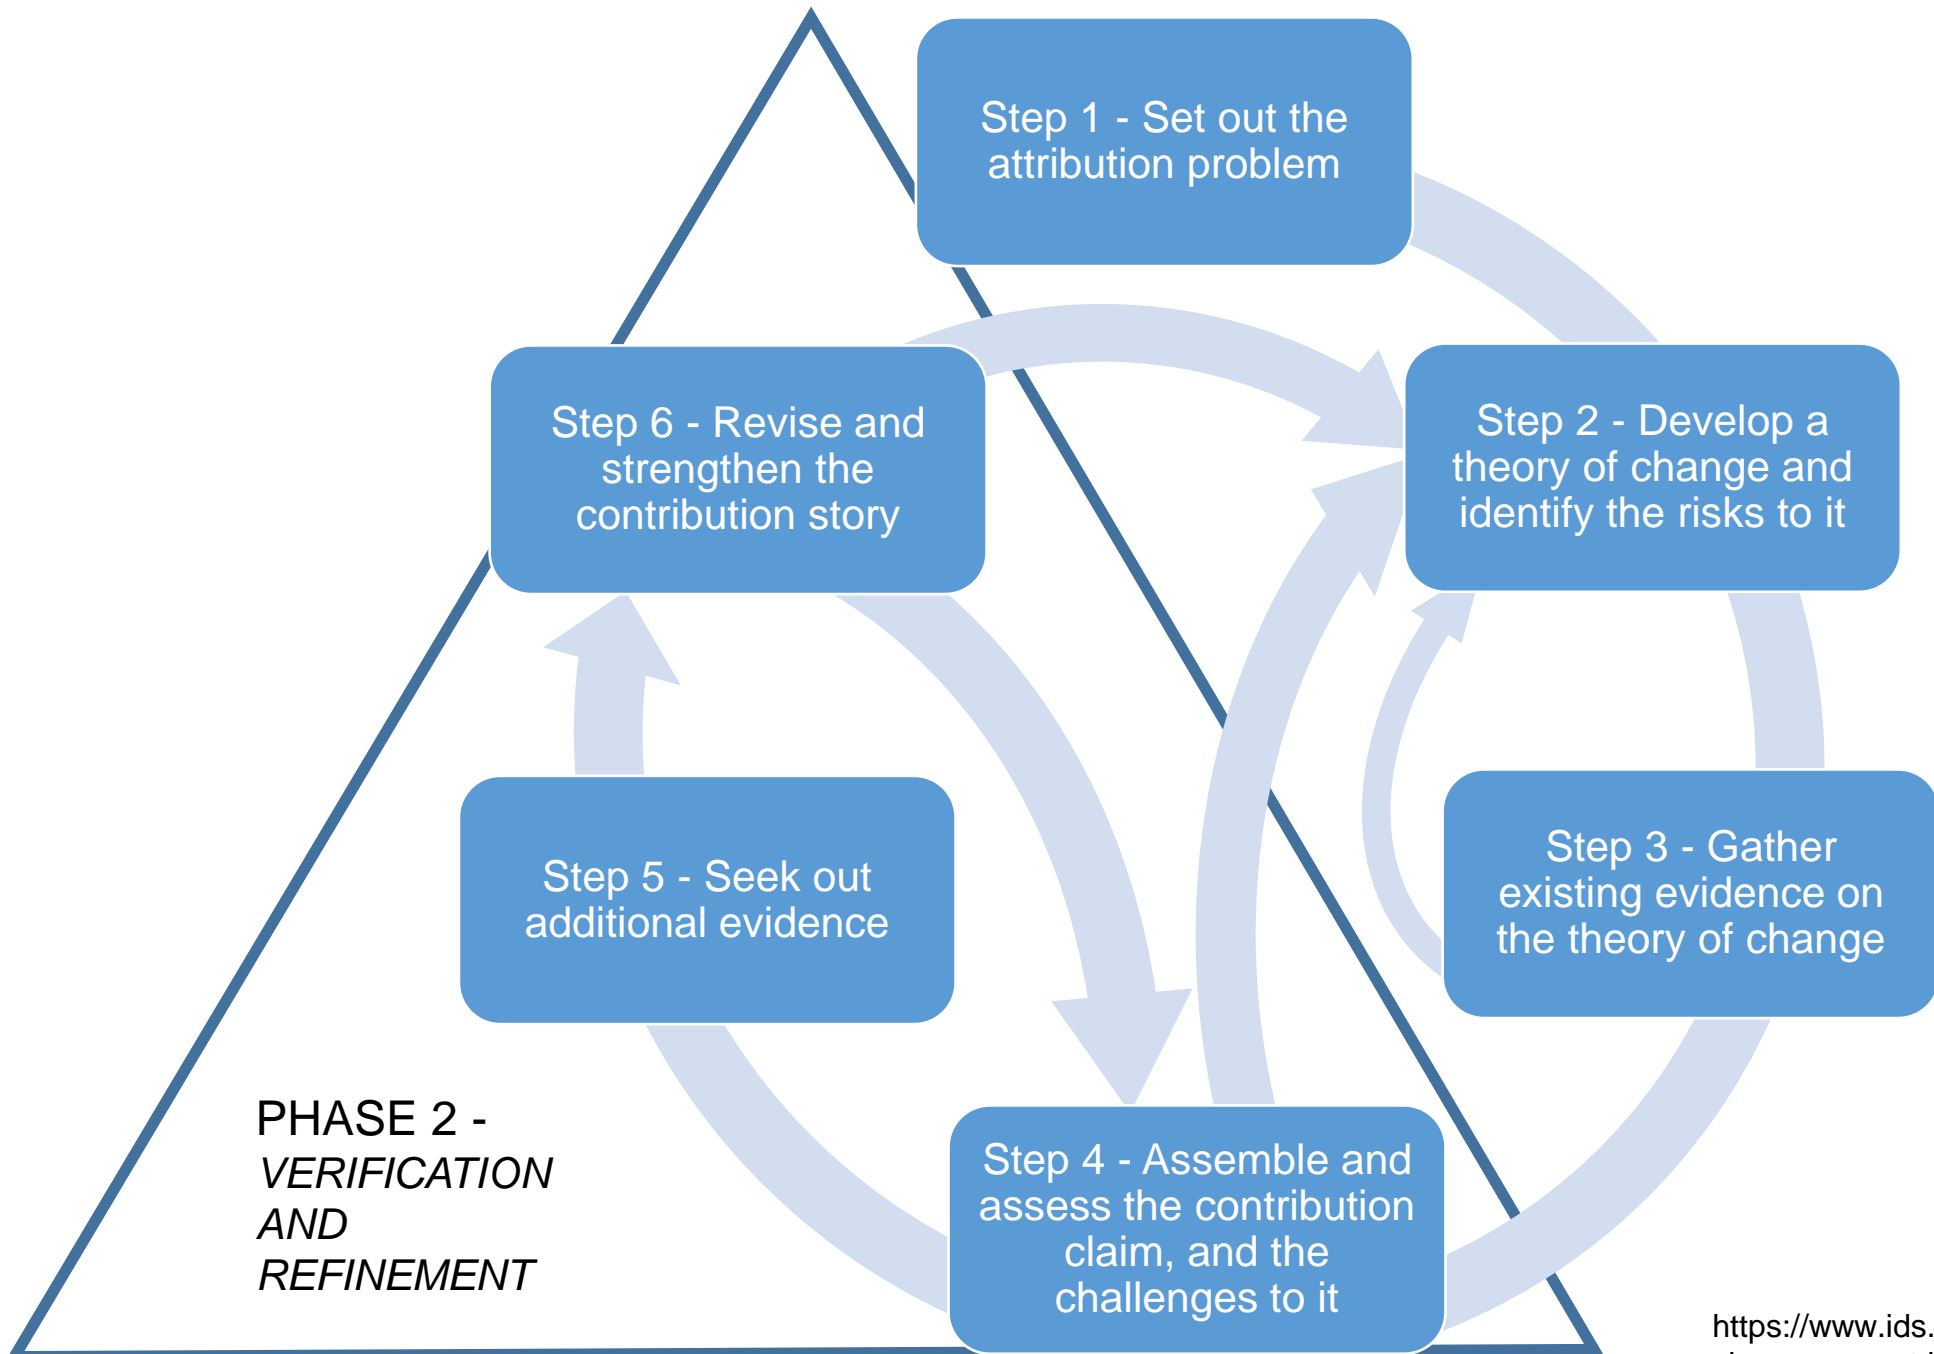 Step 1 - Set out the
attribution problem
Step 2 - Develop a
theory of change and
identify the risks to it
Step 3 - Gather
existing evidence on
the theory of change
Step 4 - Assemble and
assess the contribution
claim, and the
challenges to it
Step 5 - Seek out
additional evidence
Step 6 - Revise and
strengthen the
contribution story
PHASE 2 -
VERIFICATION
AND
REFINEMENT
https://www.ids.